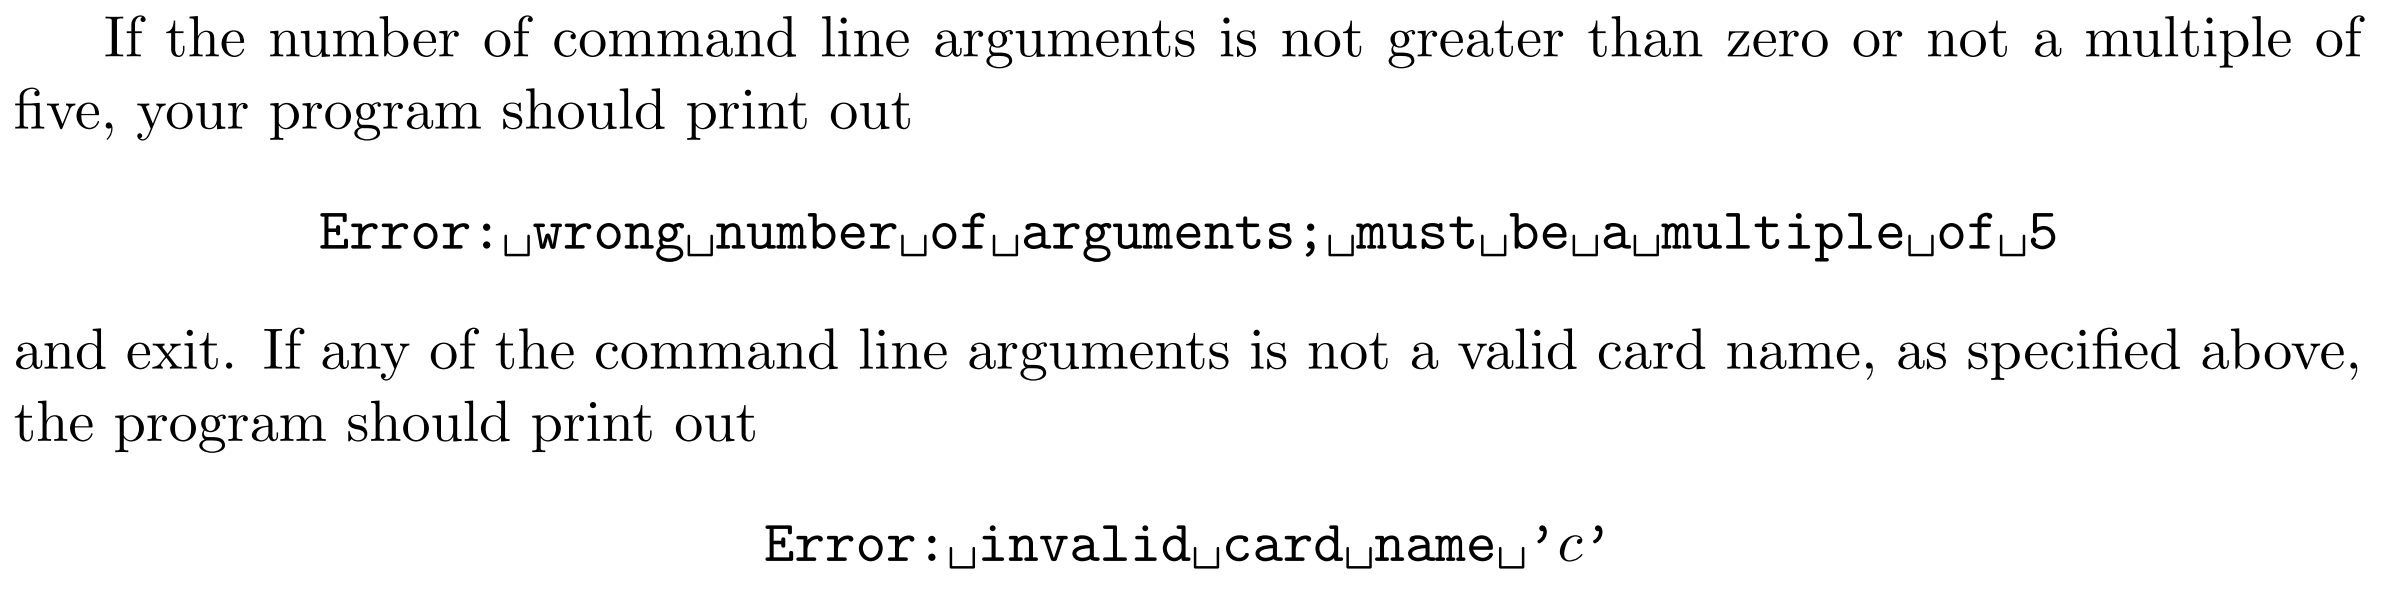 If the number of command line arguments is not greater than zero or not a multiple of
five, your program should print out
Error:␣wrong␣number␣of␣arguments;␣must␣be␣a␣multiple␣of␣5
and exit. If any of the command line arguments is not a valid card name, as specified above,
the program should print out
Error:␣invalid␣card␣name␣’c’